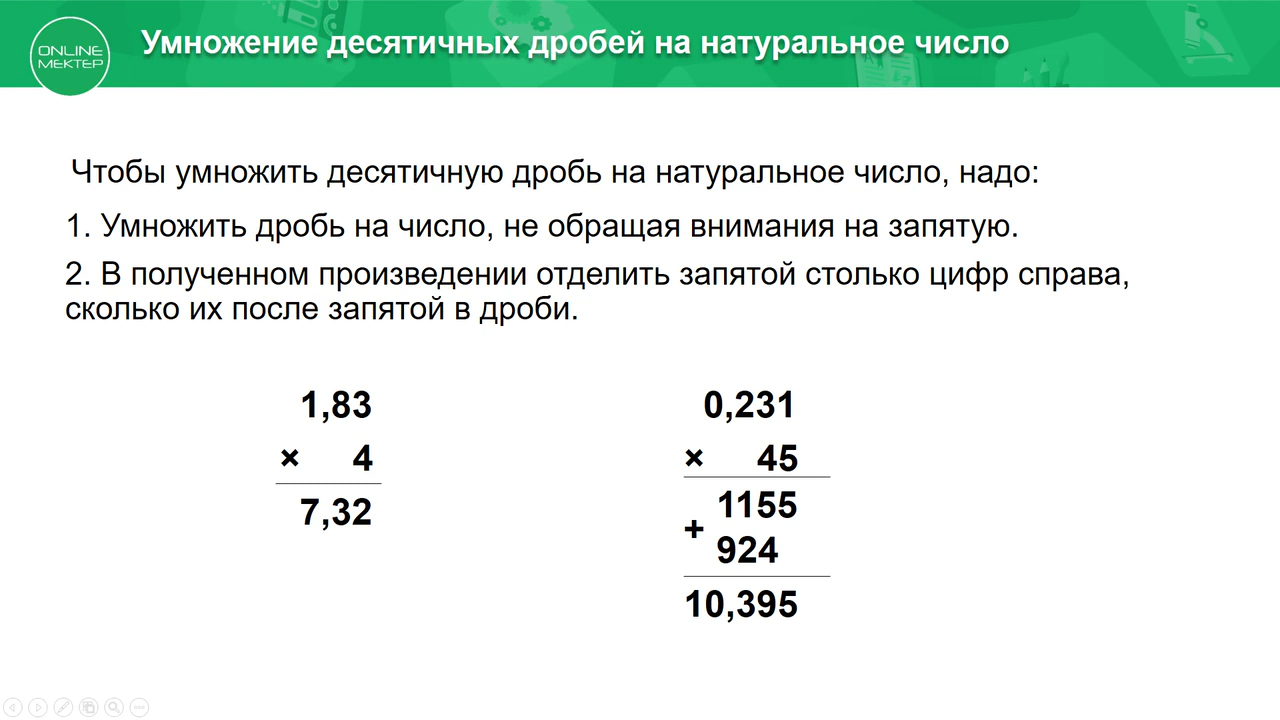 ONLINE
МЕКТЕР
Умножение десятичных дробей на натуральное число
Чтобы умножить десятичную дробь на натуральное число, надо:
1. Умножить дробь на число, не обращая внимания на запятую.
2. В полученном произведении отделить запятой столько цифр справа,
сколько их после запятой в дроби.
1,83
× 4
7,32
0,231
× 45
1155
+
924
10,395